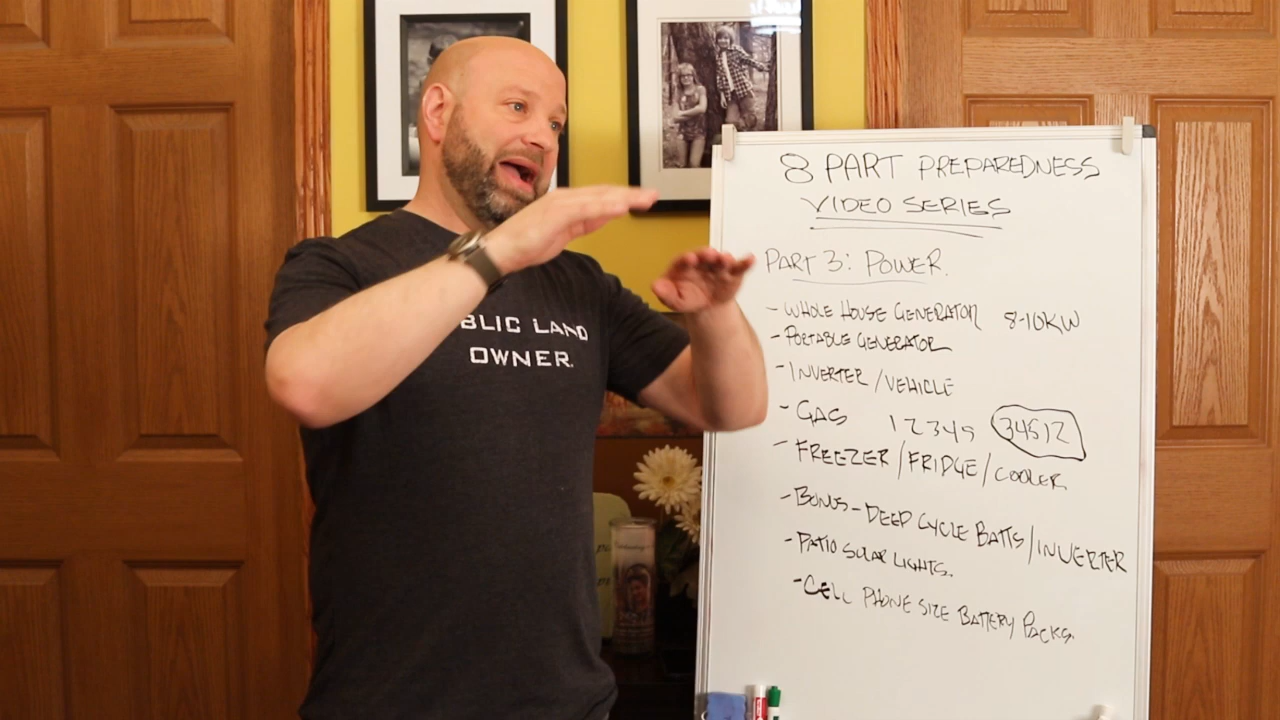 BLIC LAND
OWNER.
8 PART PREPAREDNESS
VIDEO SERIES
PART 3: POWER.
- WHOLE HOUSE GENERATOR 8-10KW
- PORTABLE GENERATOR
- INVERTER / VEHICLE
- GAS 12345 34512
- FREEZER / FRIDGE / COOLER
- BONUS - DEEP CYCLE BATTS / INVERTER
- PATIO SOLAR LIGHTS.
- CELL PHONE SIZE BATTERY PACKS.